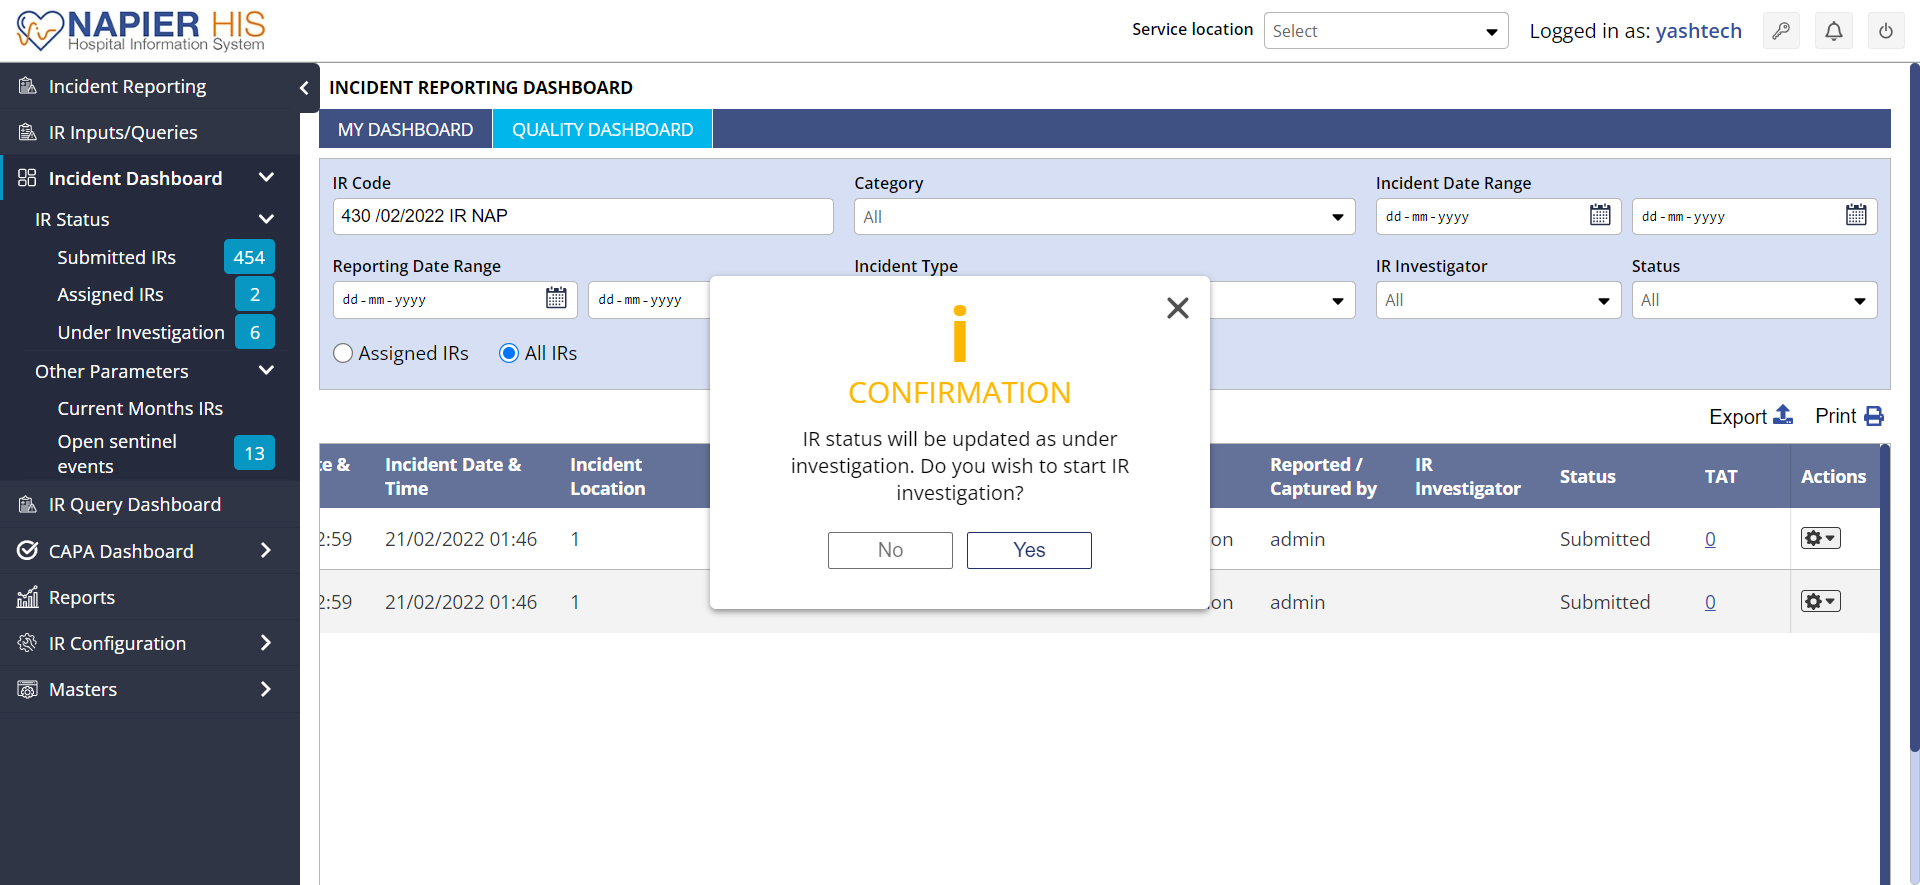 NAPIER HIS
Hospital Information System
Service location
Select
Logged in as: yashtech
Incident Reporting
IR Inputs/Queries
Incident Dashboard
IR Status
Submitted IRs 454
Assigned IRs 2
Under Investigation 6
Other Parameters
Current Months IRs
Open sentinel
events
13
IR Query Dashboard
CAPA Dashboard
Reports
IR Configuration
Masters
INCIDENT REPORTING DASHBOARD
MY DASHBOARD QUALITY DASHBOARD
IR Code Category Incident Date Range
430 /02/2022 IR NAP All dd-mm-yyyy dd-mm-yyyy
Reporting Date Range Incident Type IR Investigator Status
dd-mm-yyyy dd-mm-yyyy All All
Assigned IRs All IRs
Export Print
i
CONFIRMATION
IR status will be updated as under
investigation. Do you wish to start IR
investigation?
No Yes
te & Incident Date & Incident Reported / IR Status TAT Actions
Time Location Captured by Investigator
2:59 21/02/2022 01:46 1 on admin Submitted 0
2:59 21/02/2022 01:46 1 on admin Submitted 0